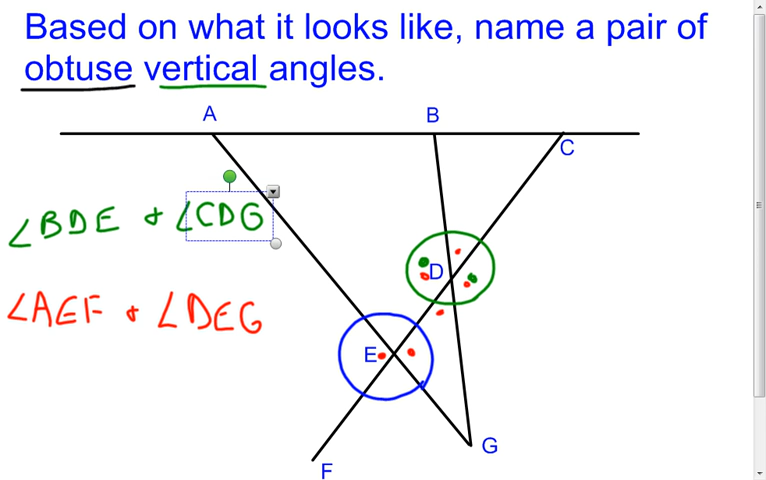 Based on what it looks like, name a pair of
obtuse vertical angles.
A
B
C
∠BDE & ∠CDG
D
∠AEF & ∠DEG
E
G
F